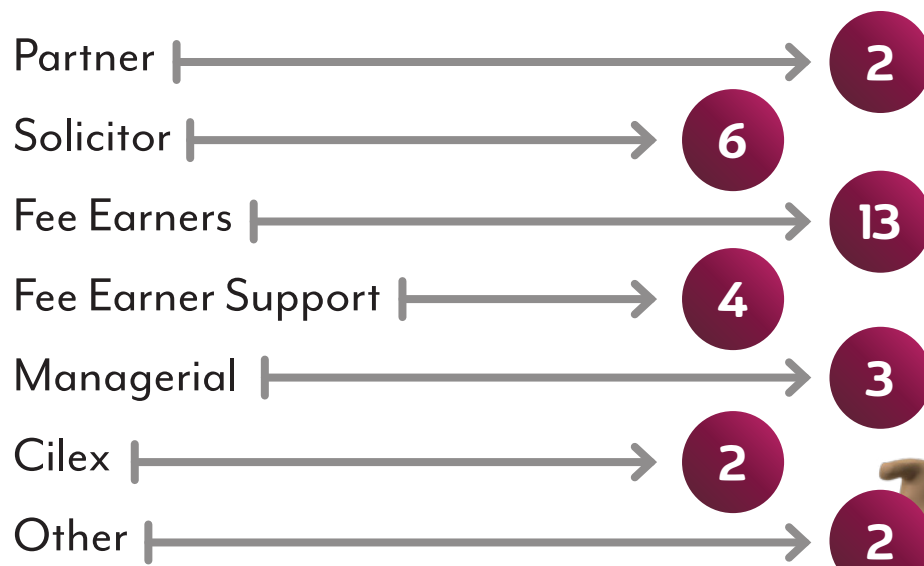 Partner 2
Solicitor 6
Fee Earners 13
Fee Earner Support 4
Managerial 3
Cilex 2
Other 2